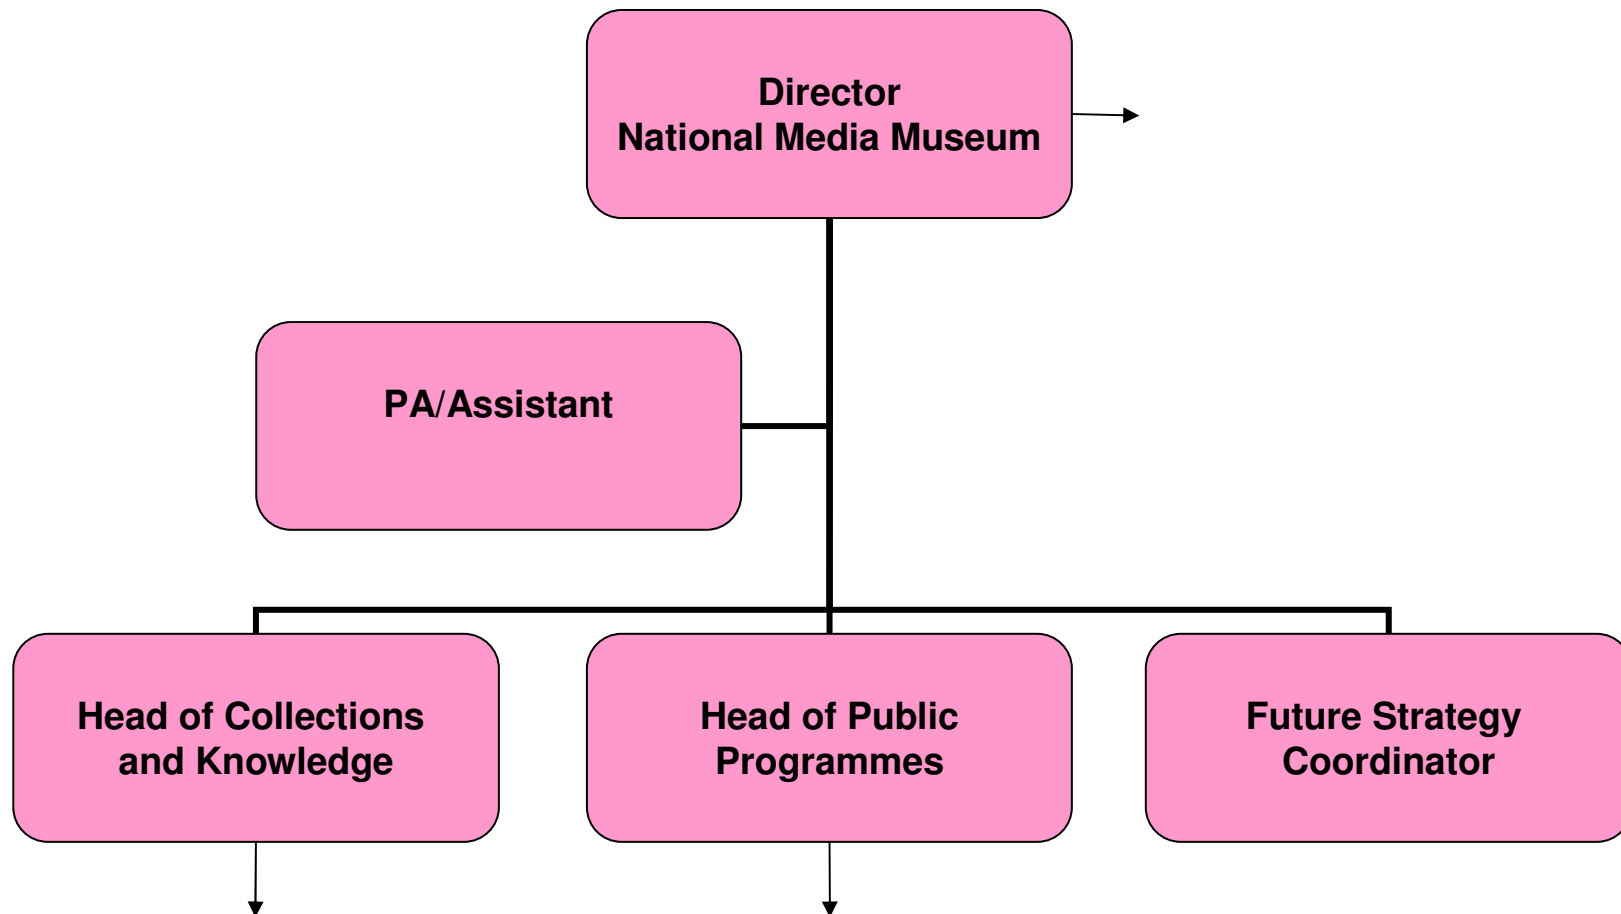 Director
National Media Museum
PA/Assistant
Head of Collections
and Knowledge
Head of Public
Programmes
Future Strategy
Coordinator